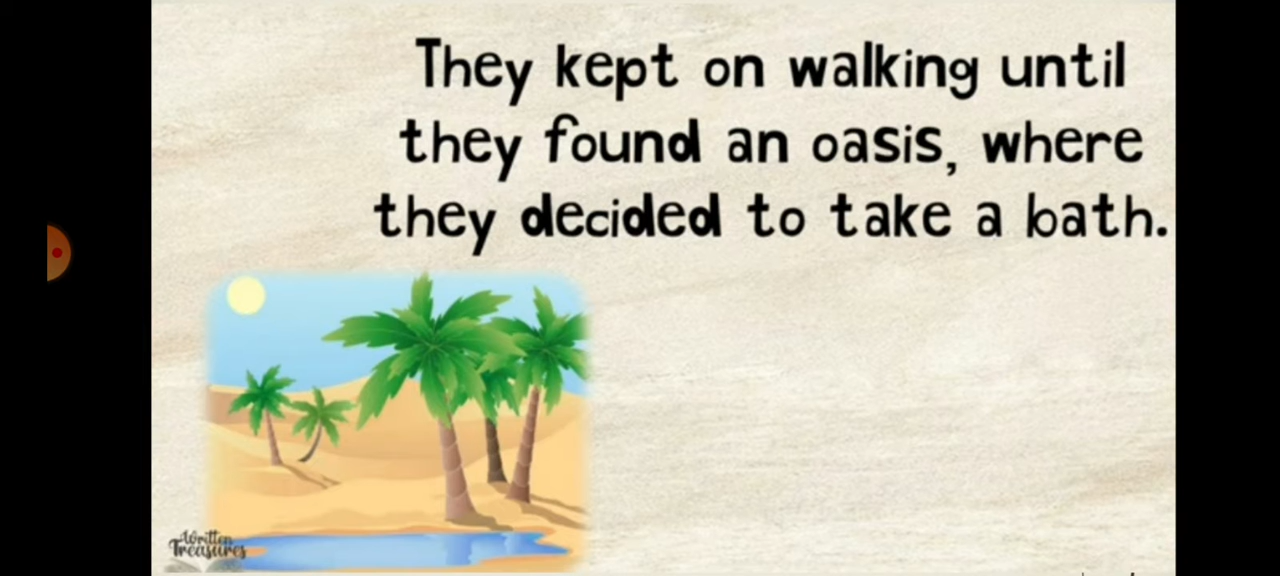 They kept on walking until
they found an oasis, where
they decided to take a bath.
Written
Treasures